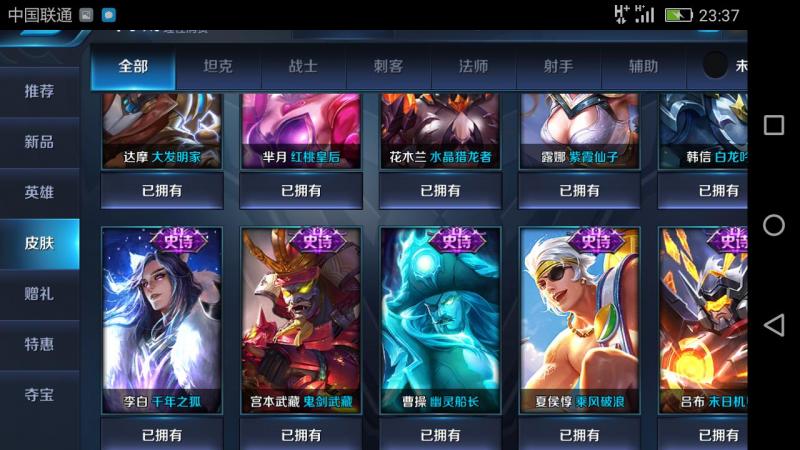 中国联通 23:37
全部 坦克 战士 刺客 法师 射手 辅助 未
推荐
新品
英雄
皮肤
赠礼
特惠
夺宝
达摩 大发明家 芈月 红桃皇后 花木兰 水晶猎龙者 露娜 紫霞仙子 韩信 白龙吟
已拥有 已拥有 已拥有 已拥有 已拥有
史诗 史诗 史诗 史诗 史诗
李白 千年之狐 宫本武藏 鬼剑武藏 曹操 幽灵船长 夏侯惇 乘风破浪 吕布 末日机
已拥有 已拥有 已拥有 已拥有 已拥有